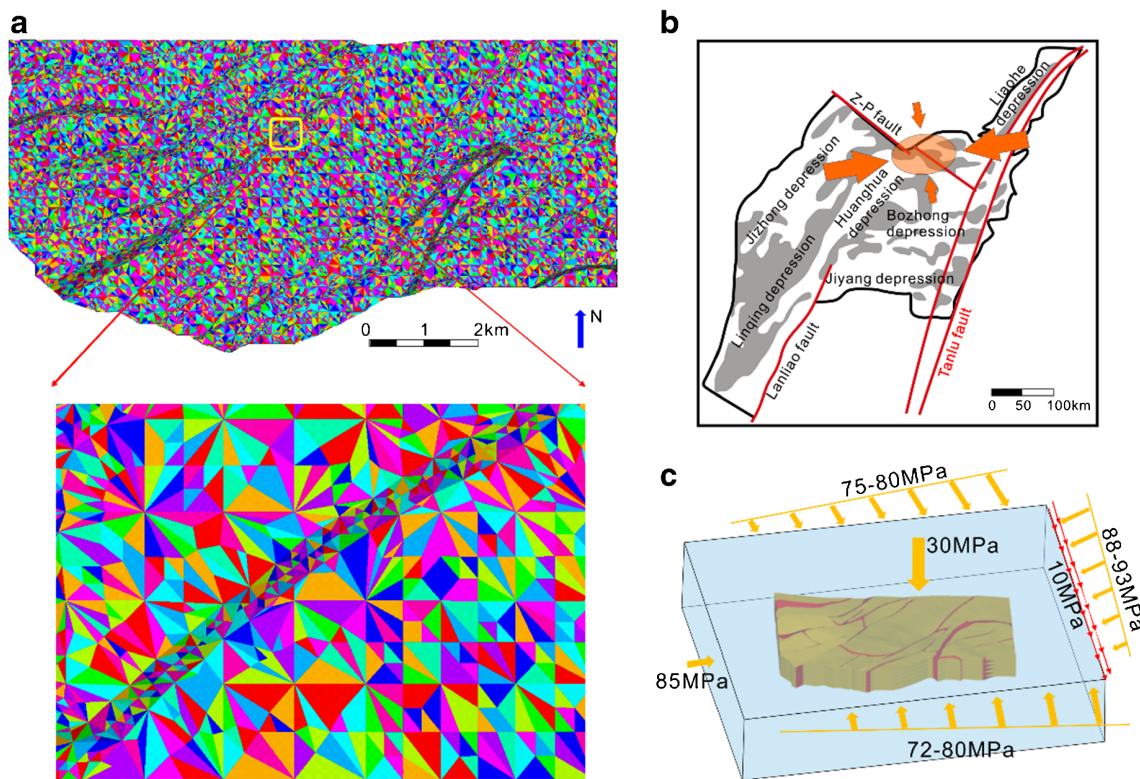 a
0 1 2km
N
b
Liaohe
depression
Z-P fault
Jizhong depression
Huanghua
depression
Bozhong
depression
Jiyang depression
Linqing depression
Lanliao fault
Tanlu fault
0 50 100km
c
75-80MPa
30MPa
88-93MPa
10MPa
85MPa
72-80MPa